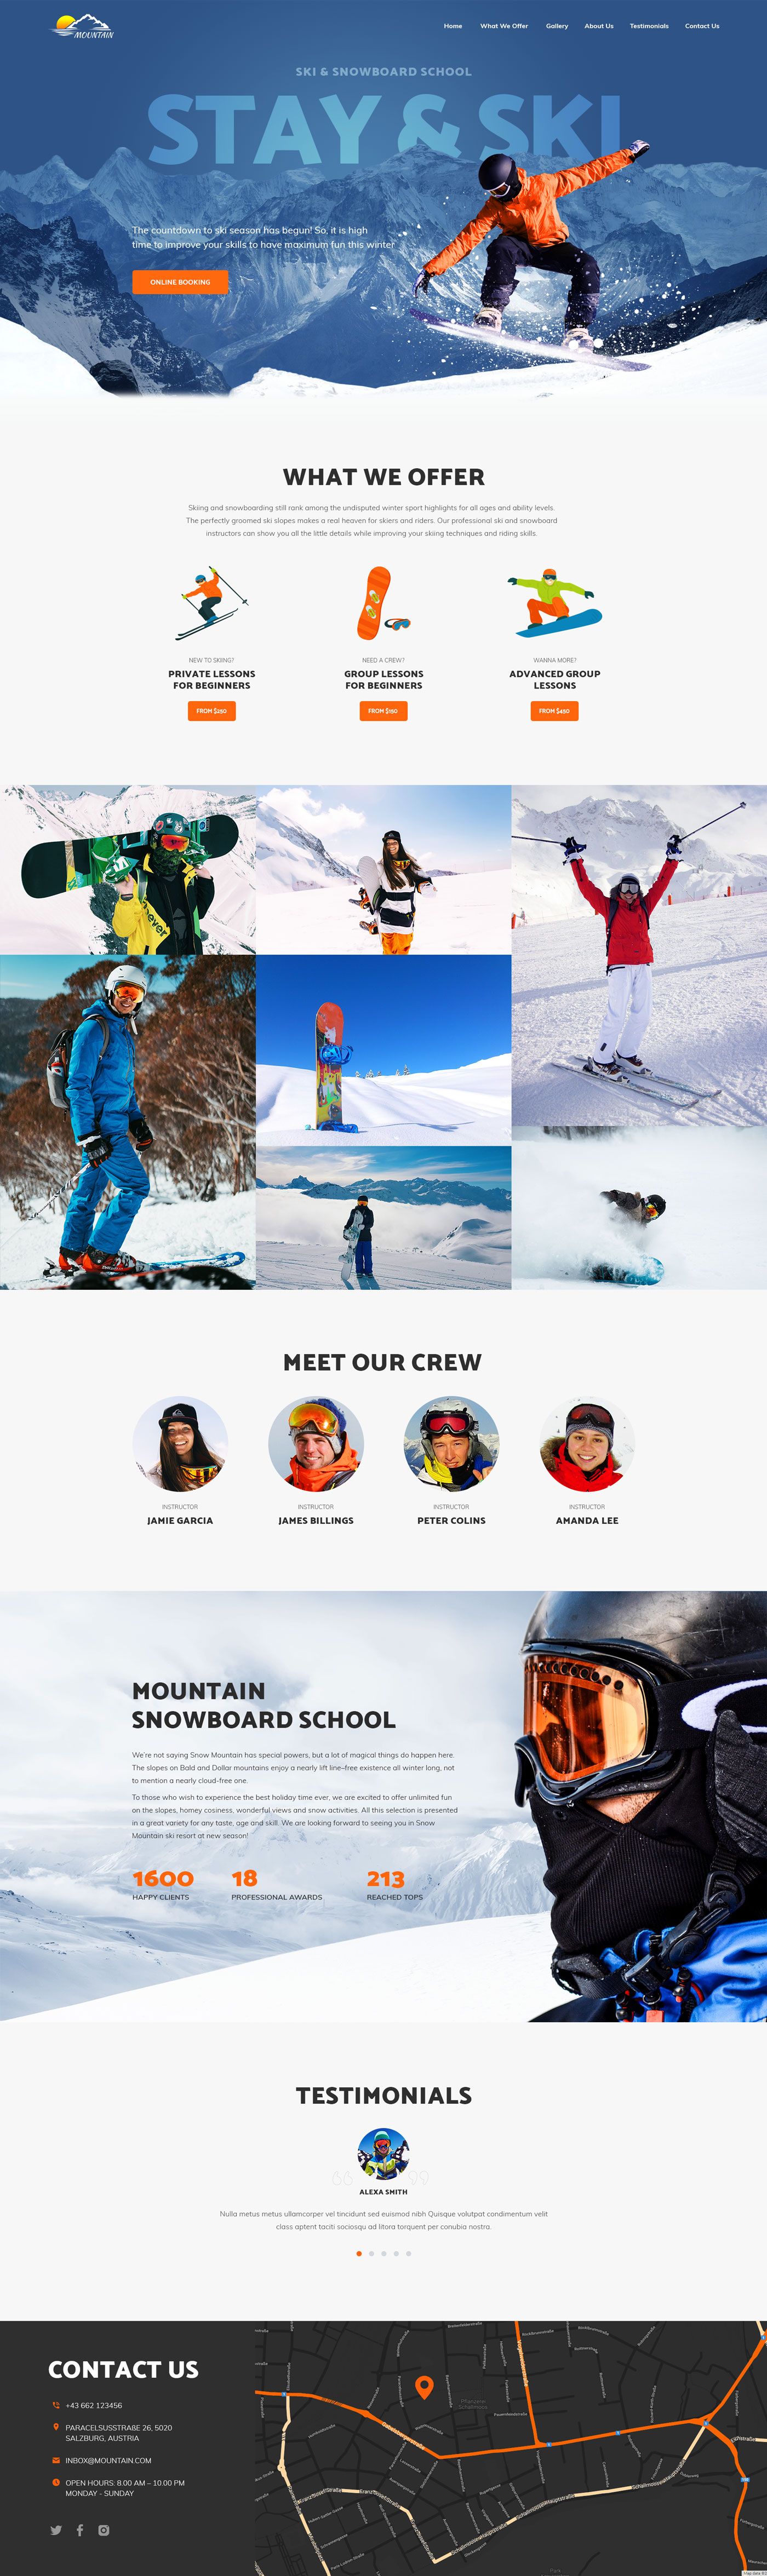 MOUNTAIN
Home What We Offer Gallery About Us Testimonials Contact Us
SKI & SNOWBOARD SCHOOL
STAY & SKI
The countdown to ski season has begun! So, it is high
time to improve your skills to have maximum fun this winter
ONLINE BOOKING
WHAT WE OFFER
Skiing and snowboarding still rank among the undisputed winter sport highlights for all ages and ability levels.
The perfectly groomed ski slopes makes a real heaven for skiers and riders. Our professional ski and snowboard
instructors can show you all the little details while improving your skiing techniques and riding skills.
NEW TO SKIING?
PRIVATE LESSONS
FOR BEGINNERS
FROM $250
NEED A CREW?
GROUP LESSONS
FOR BEGINNERS
FROM $150
WANNA MORE?
ADVANCED GROUP
LESSONS
FROM $450
MEET OUR CREW
INSTRUCTOR
JAMIE GARCIA
INSTRUCTOR
JAMES BILLINGS
INSTRUCTOR
PETER COLINS
INSTRUCTOR
AMANDA LEE
MOUNTAIN
SNOWBOARD SCHOOL
We're not saying Snow Mountain has special powers, but a lot of magical things do happen here.
The slopes on Bald and Dollar mountains enjoy a nearly lift line–free existence all winter long, not
to mention a nearly cloud–free one.
To those who wish to experience the best holiday time ever, we are excited to offer unlimited fun
on the slopes, homey cosiness, wonderful views and snow activities. All this selection is presented
in a great variety for any taste, age and skill. We are looking forward to seeing you in Snow
Mountain ski resort at new season!
1600
HAPPY CLIENTS
18
PROFESSIONAL AWARDS
213
REACHED TOPS
TESTIMONIALS
ALEXA SMITH
Nulla metus metus ullamcorper vel tincidunt sed euismod nibh Quisque volutpat condimentum velit
class aptent taciti sociosqu ad litora torquent per conubia nostra.
CONTACT US
+43 662 123456
PARACELSUSSTRAßE 26, 5020
SALZBURG, AUSTRIA
INBOX@MOUNTAIN.COM
OPEN HOURS: 8.00 AM – 10.00 PM
MONDAY - SUNDAY